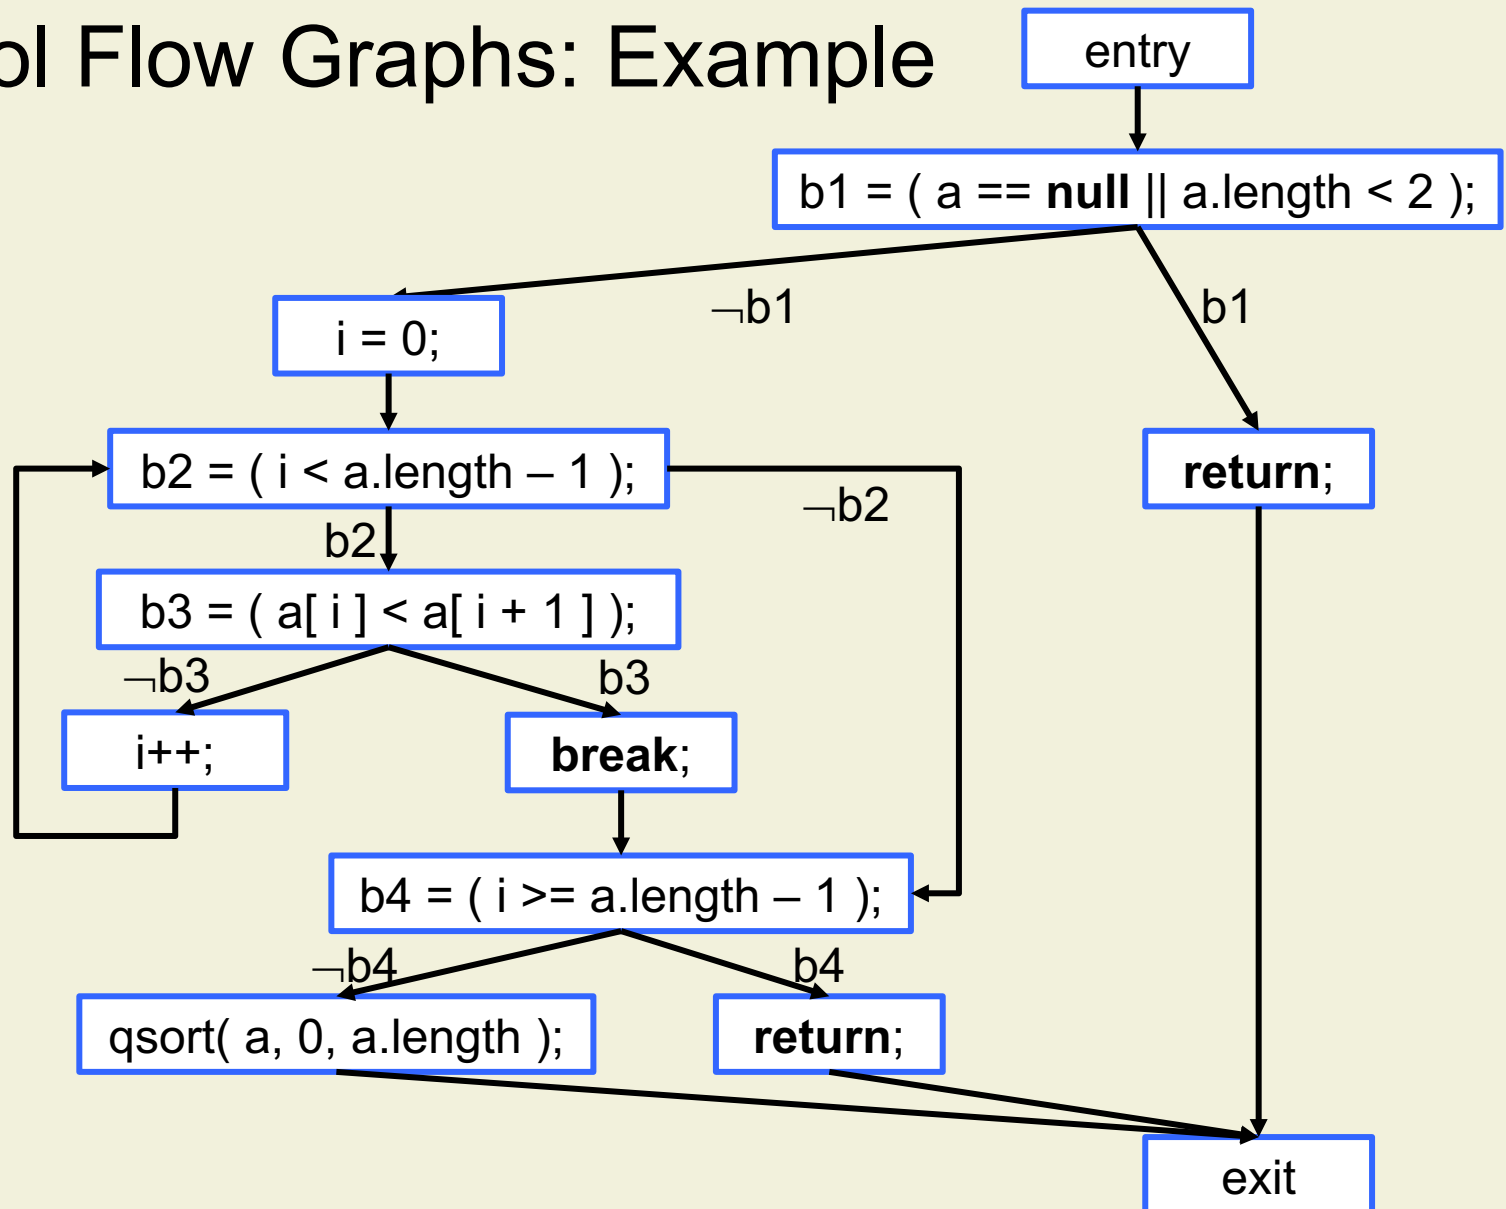 ol Flow Graphs: Example
entry
b1 = ( a == null || a.length < 2 );
¬b1
b1
i = 0;
b2 = ( i < a.length – 1 );
return;
¬b2
b2
b3 = ( a[ i ] < a[ i + 1 ] );
¬b3
b3
i++;
break;
b4 = ( i >= a.length – 1 );
¬b4
b4
qsort( a, 0, a.length );
return;
exit